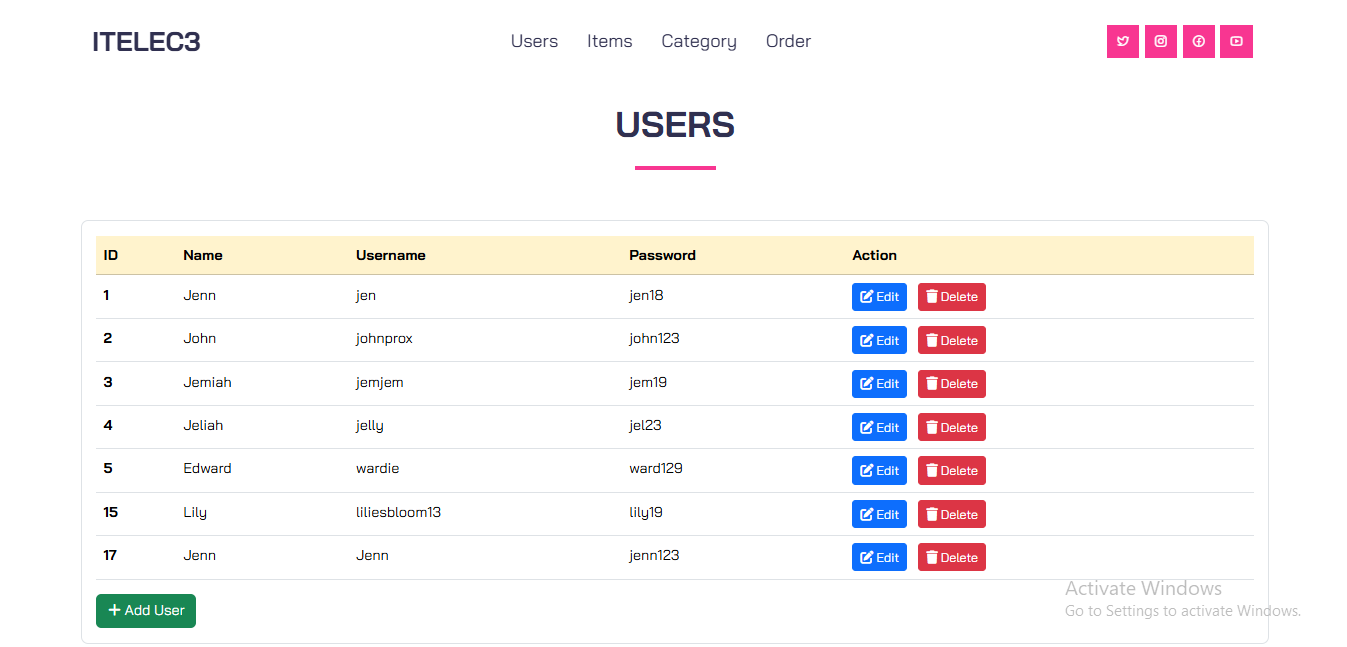 ITELEC3 Users Items Category Order
USERS
ID Name Username Password Action
1 Jenn jen jen18 Edit Delete
2 John johnprox john123 Edit Delete
3 Jemiah jemjem jem19 Edit Delete
4 Jeliah jelly jel23 Edit Delete
5 Edward wardie ward129 Edit Delete
15 Lily liliesbloom13 lily19 Edit Delete
17 Jenn Jenn jenn123 Edit Delete
Activate Windows
+ Add User Go to Settings to activate Windows.